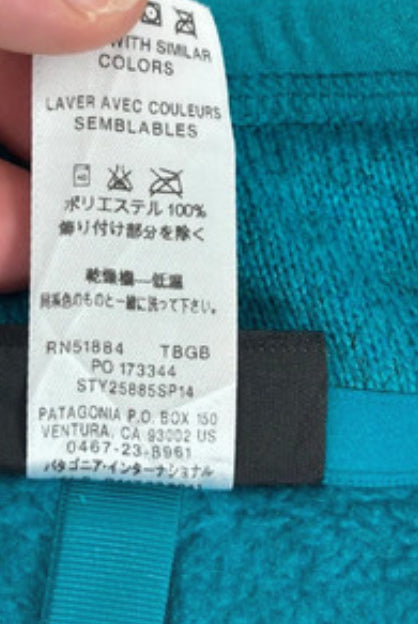 WITH SIMILAR
COLORS
LAVER AVEC COULEURS
SEMBLABLES
ポリエステル 100%
飾り付け部分を除く
乾燥機―低温
同系色のものと一緒に洗って下さい。
RN51884 TBGB
PO 173344
STY25885SP14
PATAGONIA P.O. BOX 150
VENTURA, CA 93002 US
0467-23-8961
パタゴニア・インターナショナル